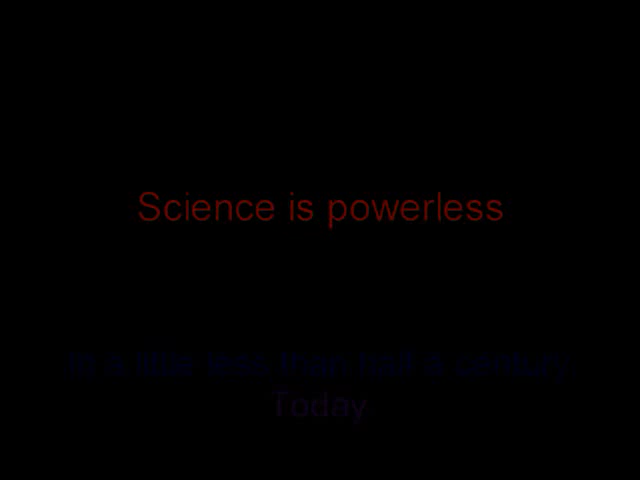 Science is powerless
In a little less than half a century
Today